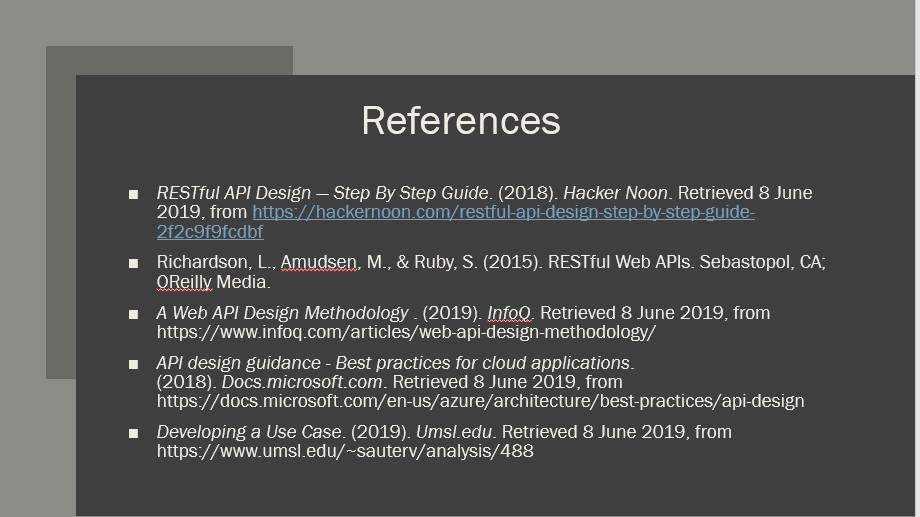 References
■ RESTful API Design — Step By Step Guide. (2018). Hacker Noon. Retrieved 8 June
2019, from https://hackernoon.com/restful-api-design-step-by-step-guide-
2f2c9f9fcdbf
■ Richardson, L., Amudsen, M., & Ruby, S. (2015). RESTful Web APIs. Sebastopol, CA;
OReilly Media.
■ A Web API Design Methodology . (2019). InfoQ. Retrieved 8 June 2019, from
https://www.infoq.com/articles/web-api-design-methodology/
■ API design guidance - Best practices for cloud applications.
(2018). Docs.microsoft.com. Retrieved 8 June 2019, from
https://docs.microsoft.com/en-us/azure/architecture/best-practices/api-design
■ Developing a Use Case. (2019). Umsl.edu. Retrieved 8 June 2019, from
https://www.umsl.edu/~sauterv/analysis/488